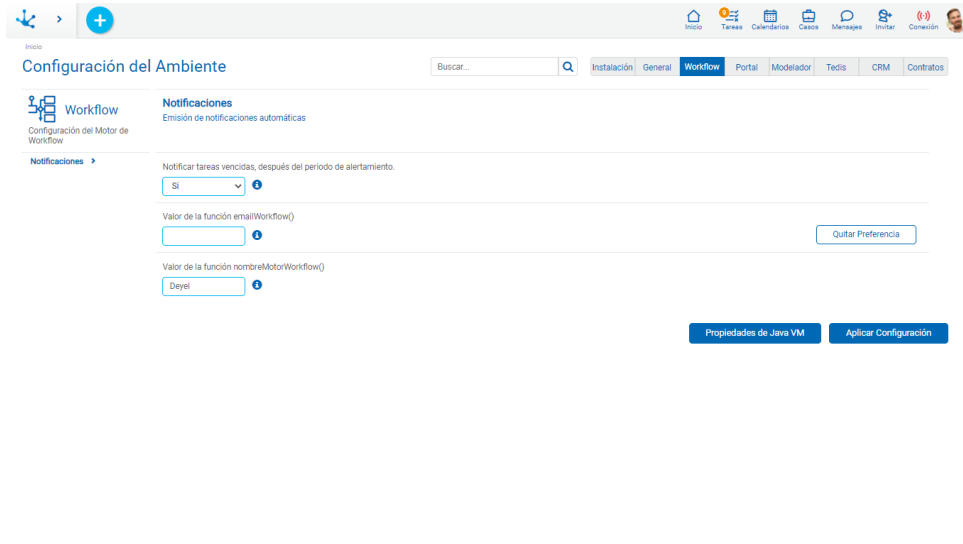 9
Inicio
Tareas
Calendarios
Casos
Mensajes
Invitar
Conexión
Inicio
Configuración del Ambiente
Buscar...
Instalación
General
Workflow
Portal
Modelador
Tedis
CRM
Contratos
Workflow
Configuración del Motor de
Workflow
Notificaciones
Notificaciones
Emisión de notificaciones automáticas
Notificar tareas vencidas, después del periodo de alertamiento.
Si
Valor de la función emailWorkflow()
Quitar Preferencia
Valor de la función nombreMotorWorkflow()
Deyel
Propiedades de Java VM
Aplicar Configuración